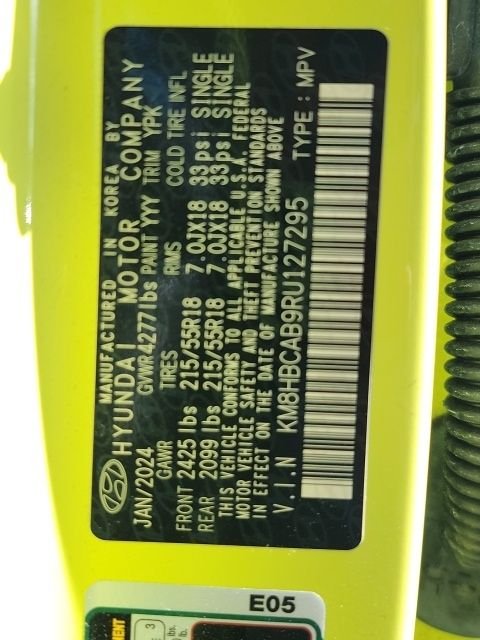 MANUFACTURED IN KOREA BY
HYUNDAI MOTOR COMPANY
JAN/2024 GVWR 4277lbs PAINT YYY TRIM YPK
GAWR TIRES RIMS COLD TIRE INFL
FRONT 2425 lbs 215/55R18 7.0JX18 33psi SINGLE
REAR 2099 lbs 215/55R18 7.0JX18 33psi SINGLE
THIS VEHICLE CONFORMS TO ALL APPLICABLE U.S.A. FEDERAL
MOTOR VEHICLE SAFETY AND THEFT PREVENTION STANDARDS
IN EFFECT ON THE DATE OF MANUFACTURE SHOWN ABOVE
V.I.N KM8HBCAB9RU127295 TYPE : MPV
E05